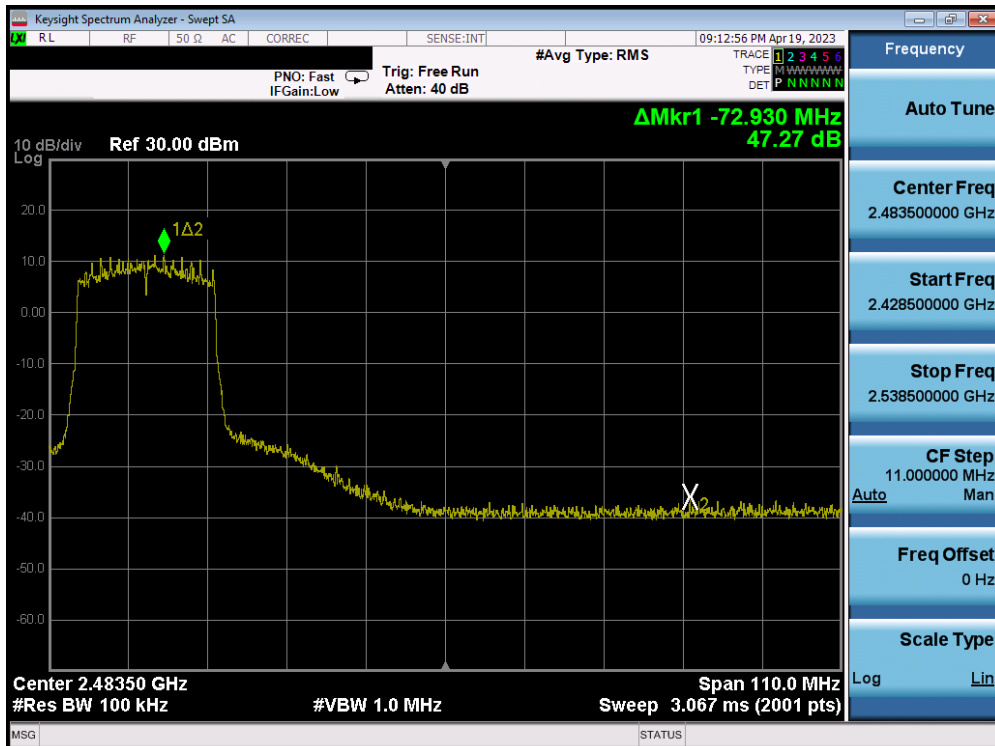 Keysight Spectrum Analyzer - Swept SA
LXI RL RF 50 Ω AC CORREC SENSE:INT 09:12:56 PM Apr 19, 2023
PNO: Fast
IFGain:Low
Trig: Free Run
Atten: 40 dB
#Avg Type: RMS
TRACE 1 2 3 4 5 6
TYPE M W W W W W
DET P N N N N N
ΔMkr1 -72.930 MHz
47.27 dB
10 dB/div Ref 30.00 dBm
Log
20.0
10.0
0.00
-10.0
-20.0
-30.0
-40.0
-50.0
-60.0
1Δ2
X2
Center 2.48350 GHz Span 110.0 MHz
#Res BW 100 kHz #VBW 1.0 MHz Sweep 3.067 ms (2001 pts)
MSG STATUS
Frequency
Auto Tune
Center Freq
2.483500000 GHz
Start Freq
2.428500000 GHz
Stop Freq
2.538500000 GHz
CF Step
11.000000 MHz
Auto Man
Freq Offset
0 Hz
Scale Type
Log Lin